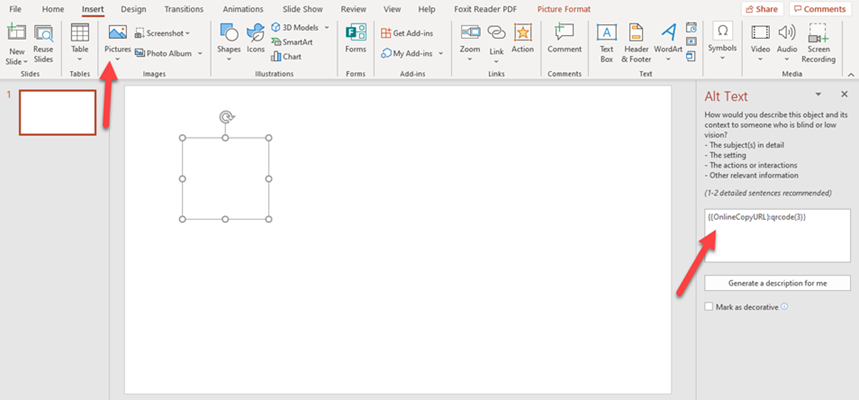 File Home Insert Design Transitions Animations Slide Show Review View Help Foxit Reader PDF Picture Format Share Comments
New Slide Reuse Slides Table Pictures Screenshot Photo Album Shapes Icons 3D Models SmartArt Chart Forms Get Add-ins My Add-ins Zoom Link Action Comment Text Box Header & Footer WordArt Symbols Video Audio Screen Recording
Slides Tables Images Illustrations Forms Add-ins Links Comments Text Media
1
Alt Text
How would you describe this object and its
context to someone who is blind or low
vision?
- The subject(s) in detail
- The setting
- The actions or interactions
- Other relevant information
(1-2 detailed sentences recommended)
{{OnlineCopyURL}:qrcode(3)}
Generate a description for me
Mark as decorative